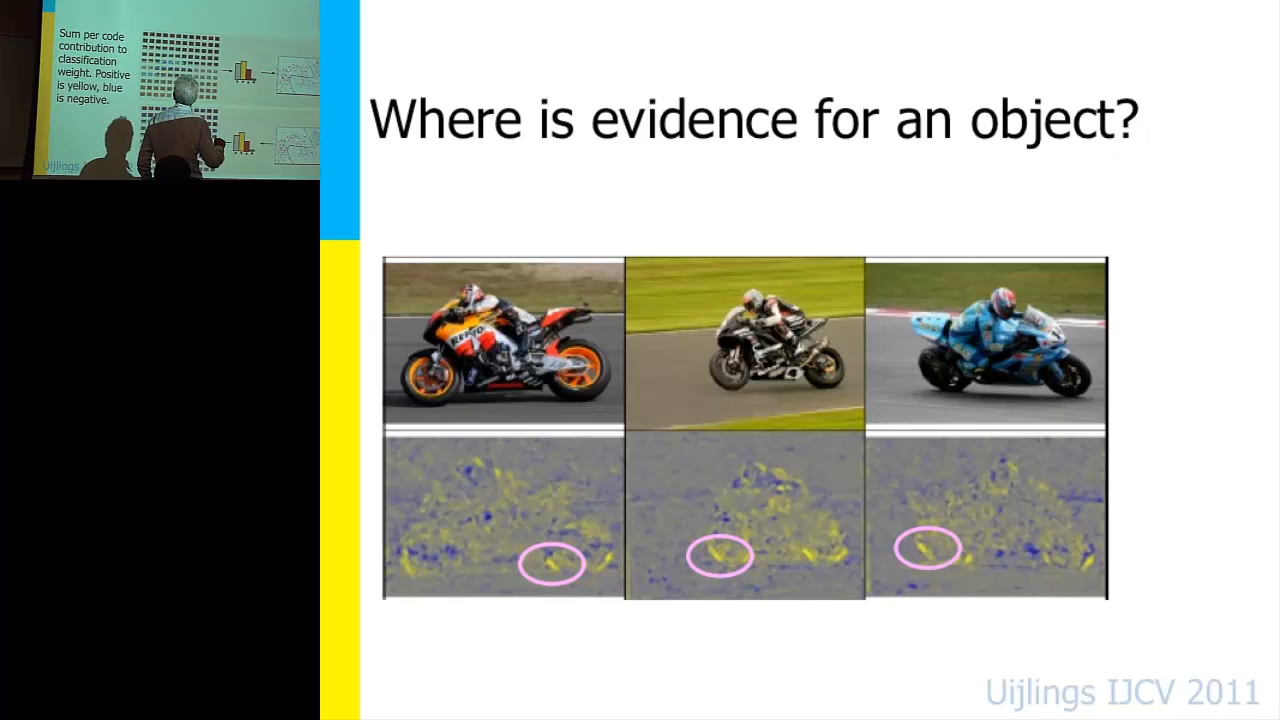 Sum per code
contribution to
classification
weight. Positive
is yellow, blue
is negative.
Uijlings
Where is evidence for an object?
Uijlings IJCV 2011